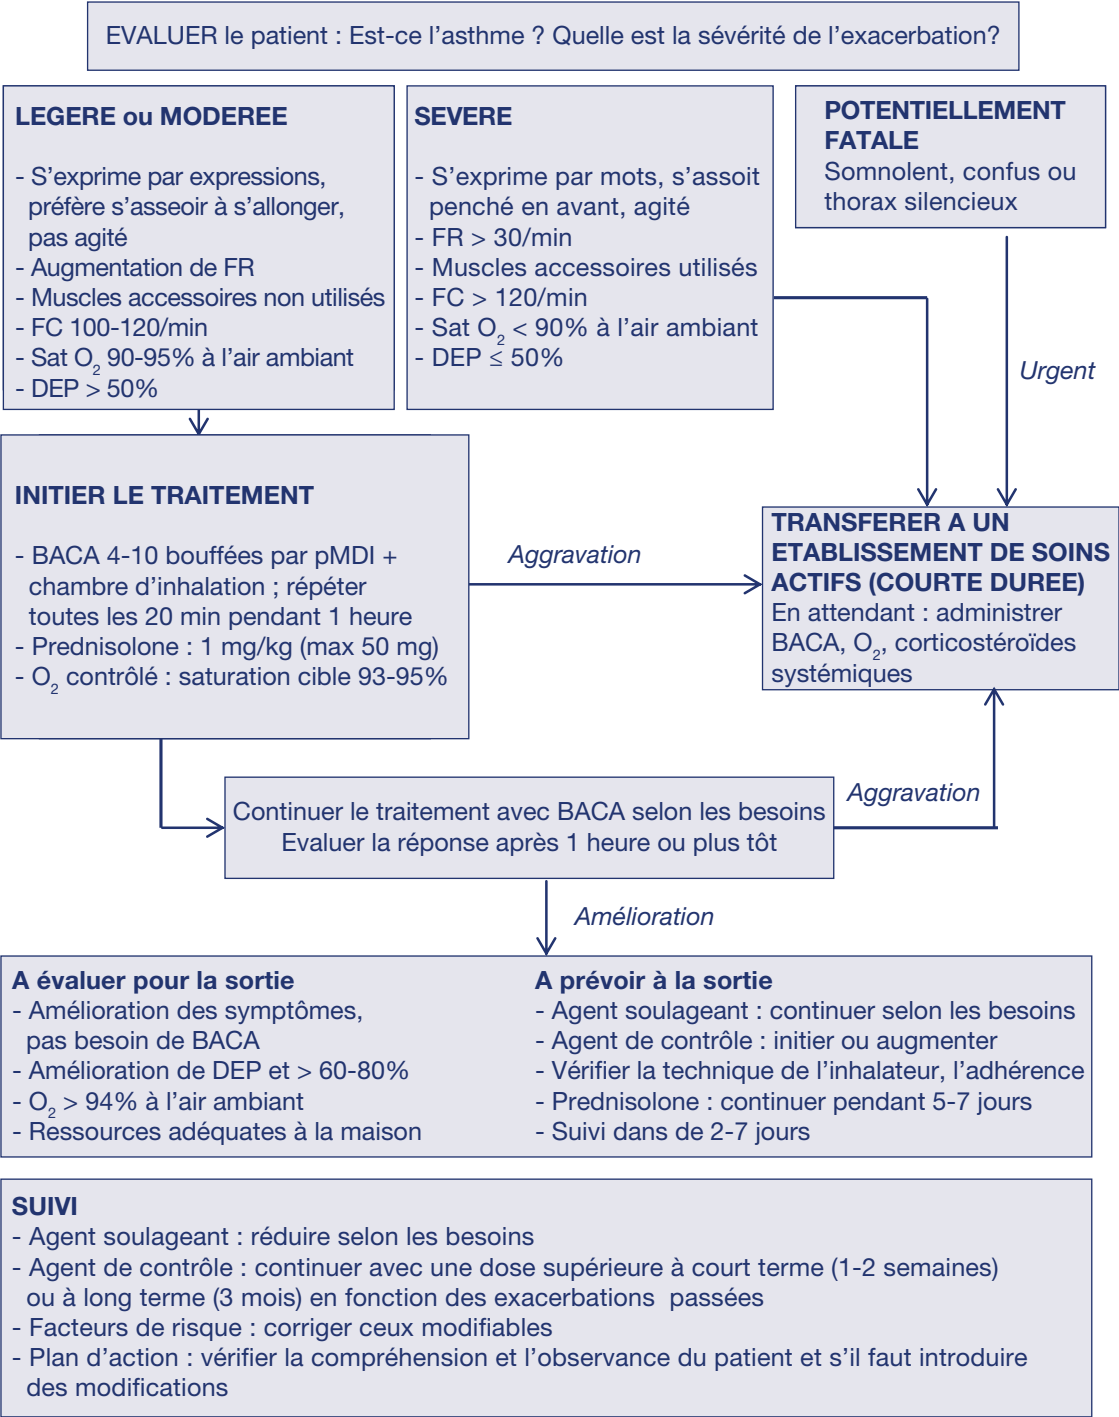 EVALUER le patient : Est-ce l’asthme ? Quelle est la sévérité de l’exacerbation?
LEGERE ou MODEREE
- S’exprime par expressions,
préfère s’asseoir à s’allonger,
pas agité
- Augmentation de FR
- Muscles accessoires non utilisés
- FC 100-120/min
- Sat O₂ 90-95% à l’air ambiant
- DEP > 50%
SEVERE
- S’exprime par mots, s’assoit
penché en avant, agité
- FR > 30/min
- Muscles accessoires utilisés
- FC > 120/min
- Sat O₂ < 90% à l’air ambiant
- DEP ≤ 50%
POTENTIELLEMENT
FATALE
Somnolent, confus ou
thorax silencieux
Urgent
INITIER LE TRAITEMENT
- BACA 4-10 bouffées par pMDI +
chambre d’inhalation ; répéter
toutes les 20 min pendant 1 heure
- Prednisolone : 1 mg/kg (max 50 mg)
- O₂ contrôlé : saturation cible 93-95%
Aggravation
TRANSFERER A UN
ETABLISSEMENT DE SOINS
ACTIFS (COURTE DUREE)
En attendant : administrer
BACA, O₂, corticostéroïdes
systémiques
Continuer le traitement avec BACA selon les besoins
Evaluer la réponse après 1 heure ou plus tôt
Aggravation
Amélioration
A évaluer pour la sortie
- Amélioration des symptômes,
pas besoin de BACA
- Amélioration de DEP et > 60-80%
- O₂ > 94% à l’air ambiant
- Ressources adéquates à la maison
A prévoir à la sortie
- Agent soulageant : continuer selon les besoins
- Agent de contrôle : initier ou augmenter
- Vérifier la technique de l’inhalateur, l’adhérence
- Prednisolone : continuer pendant 5-7 jours
- Suivi dans de 2-7 jours
SUIVI
- Agent soulageant : réduire selon les besoins
- Agent de contrôle : continuer avec une dose supérieure à court terme (1-2 semaines)
ou à long terme (3 mois) en fonction des exacerbations passées
- Facteurs de risque : corriger ceux modifiables
- Plan d’action : vérifier la compréhension et l’observance du patient et s’il faut introduire
des modifications